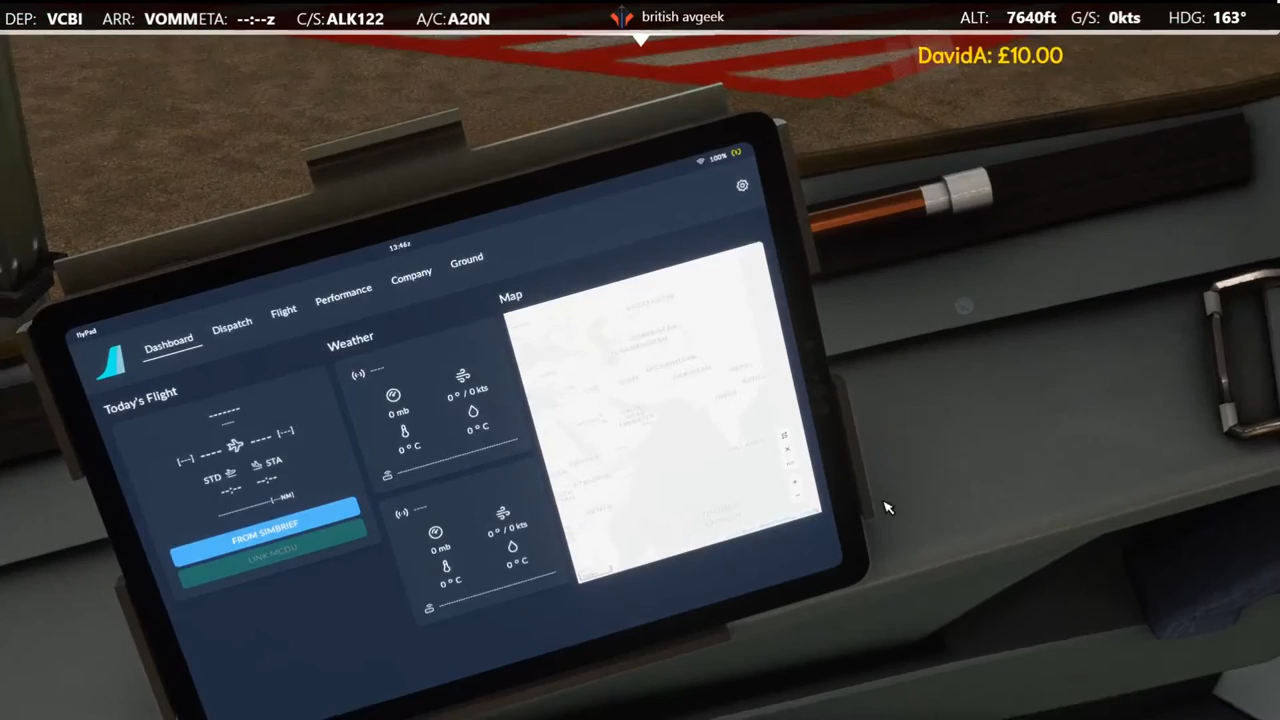 DEP: VCBI ARR: VOMM ETA: --:--z C/S: ALK122 A/C: A20N british avgeek ALT: 7640ft G/S: 0kts HDG: 163°
DavidA: £10.00
100%
13:46z
flyPad
Dashboard Dispatch Flight Performance Company Ground
Today's Flight
Weather
Map
STD STA
--:-- --:--
FROM SIMBRIEF
LINK MCDU
0 mb 0° / 0 kts
0 °C 0 °C
0 mb 0° / 0 kts
0 °C 0 °C